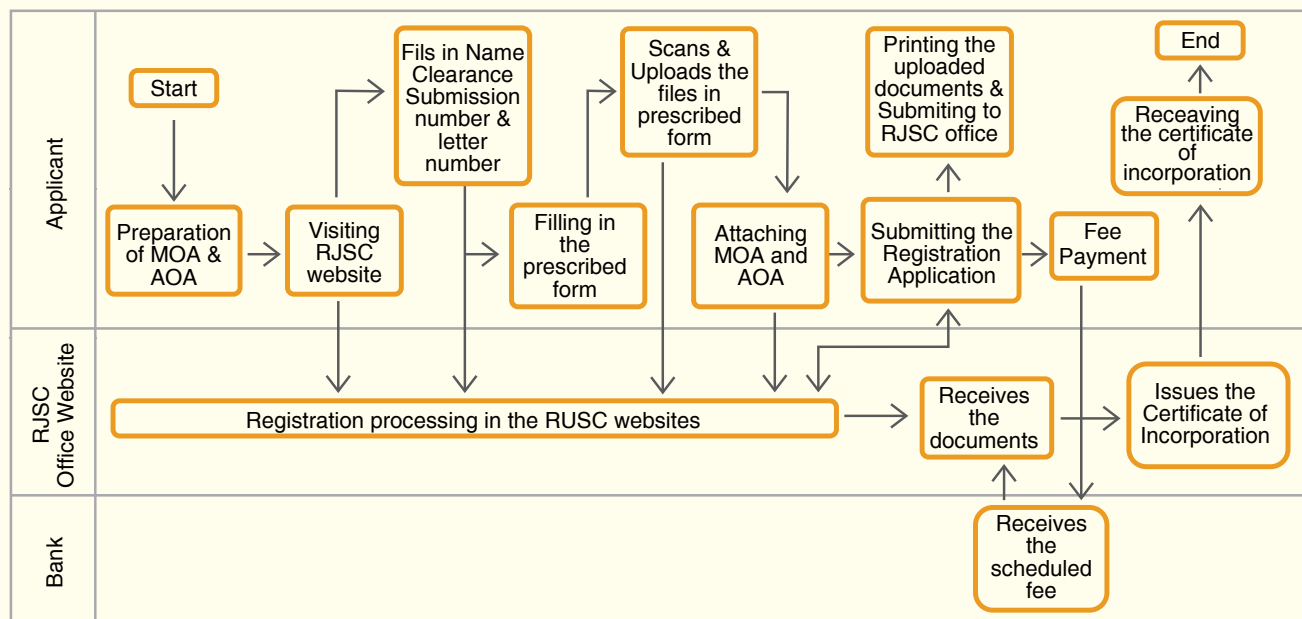 Applicant
Start
Preparation
of MOA &
AOA
Visiting
RJSC
website
Fils in Name
Clearance
Submission
number &
letter
number
Filling in
the
prescribed
form
Scans &
Uploads the
files in
prescribed
form
Attaching
MOA and
AOA
Printing the
uploaded
documents &
Submiting to
RJSC office
Submitting the
Registration
Application
Fee
Payment
End
Receaving
the certificate
of
incorporation
RJSC
Office Website
Registration processing in the RUSC websites
Receives
the
documents
Issues the
Certificate of
Incorporation
Bank
Receives
the
scheduled
fee